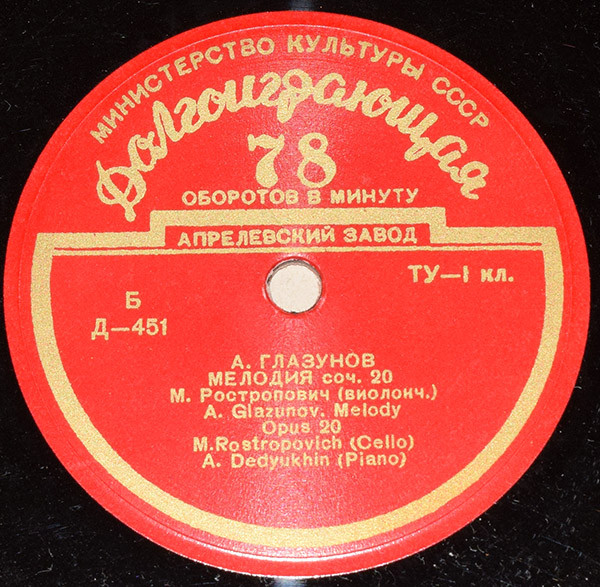 МИНИСТЕРСТВО КУЛЬТУРЫ СССР
Долгоиграющая
78
ОБОРОТОВ В МИНУТУ
АПРЕЛЕВСКИЙ ЗАВОД
ТУ—I кл.
Б
Д—451
А. ГЛАЗУНОВ
МЕЛОДИЯ соч. 20
М. Ростропович (виолоич.)
A. Glazunov. Melody
Opus 20
M.Rostropovich (Cello)
A. Dedyukhin (Piano)